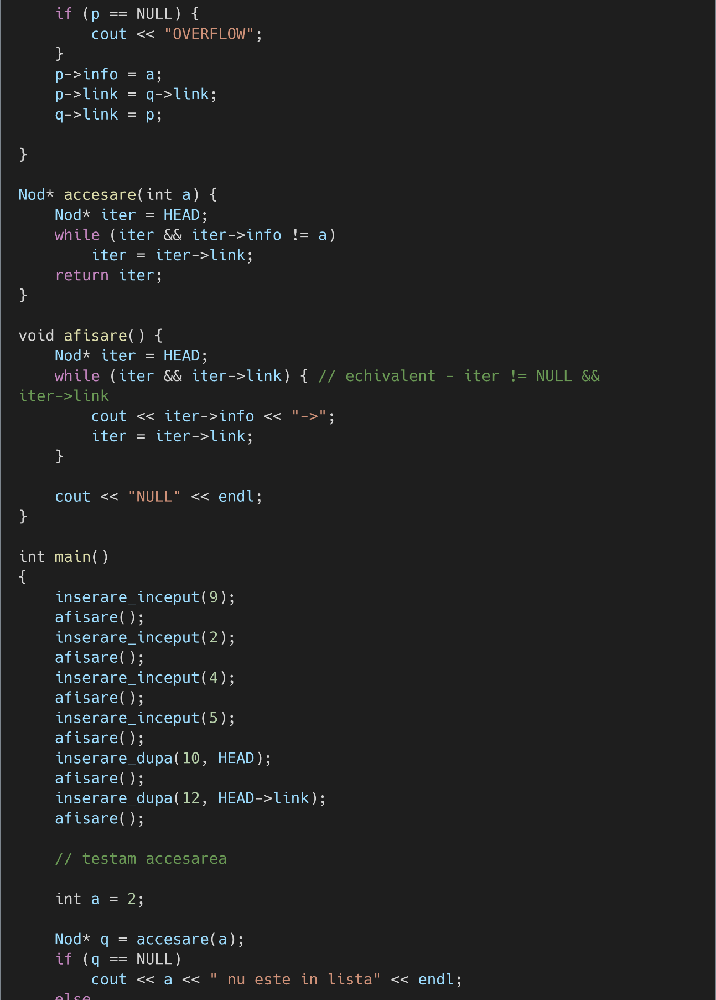 if (p == NULL) {
        cout << "OVERFLOW";
    }
    p->info = a;
    p->link = q->link;
    q->link = p;

}

Nod* accesare(int a) {
    Nod* iter = HEAD;
    while (iter && iter->info != a)
        iter = iter->link;
    return iter;
}

void afisare() {
    Nod* iter = HEAD;
    while (iter && iter->link) { // echivalent - iter != NULL &&
iter->link
        cout << iter->info << "->";
        iter = iter->link;
    }

    cout << "NULL" << endl;
}

int main()
{
    inserare_inceput(9);
    afisare();
    inserare_inceput(2);
    afisare();
    inserare_inceput(4);
    afisare();
    inserare_inceput(5);
    afisare();
    inserare_dupa(10, HEAD);
    afisare();
    inserare_dupa(12, HEAD->link);
    afisare();

    // testam accesarea

    int a = 2;

    Nod* q = accesare(a);
    if (q == NULL)
        cout << a << " nu este in lista" << endl;
    else